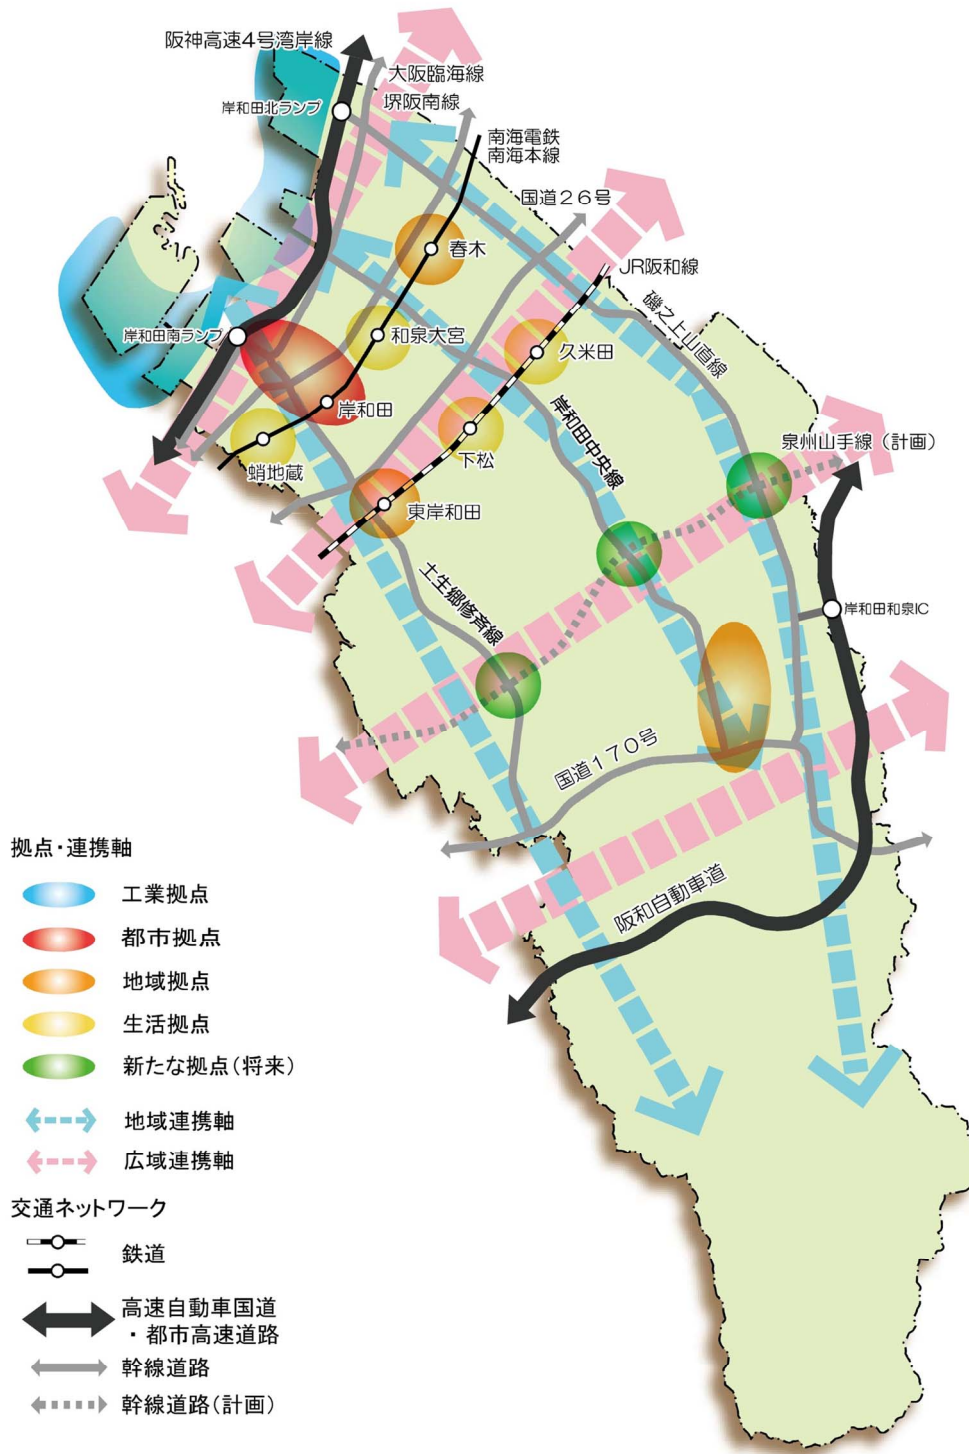 阪神高速4号湾岸線
大阪臨海線
岸和田北ランプ
堺阪南線
南海電鉄
南海本線
国道26号
春木
JR阪和線
磯之上山直線
岸和田南ランプ
和泉大宮
久米田
岸和田
岸和田中央線
泉州山手線（計画）
蛸地蔵
下松
東岸和田
土生郷修斉線
岸和田和泉IC
国道170号
阪和自動車道
拠点・連携軸
工業拠点
都市拠点
地域拠点
生活拠点
新たな拠点（将来）
地域連携軸
広域連携軸
交通ネットワーク
鉄道
高速自動車国道
・都市高速道路
幹線道路
幹線道路（計画）